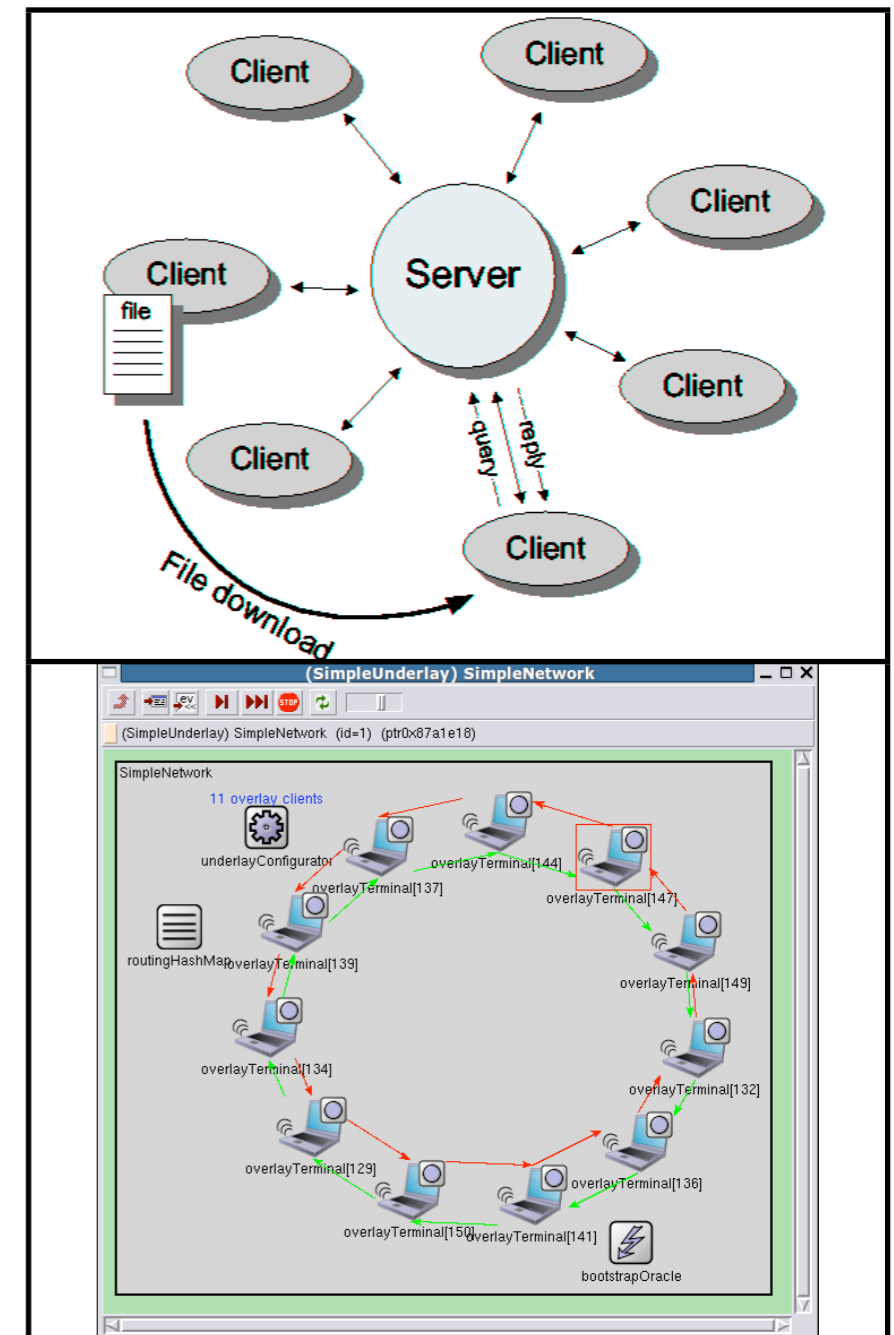 Client
Client
Client
Client
file
Server
Client
Client
query
reply
Client
File download
(SimpleUnderlay) SimpleNetwork
STOP
ev
(SimpleUnderlay) SimpleNetwork (id=1) (ptr0x87a1e18)
SimpleNetwork
11 overlay clients
underlayConfigurator
overlayTerminal[144]
overlayTerminal[137]
overlayTerminal[147]
routingHashMap
overlayTerminal[139]
overlayTerminal[149]
overlayTerminal[134]
overlayTerminal[132]
overlayTerminal[129]
overlayTerminal[136]
overlayTerminal[150]
overlayTerminal[141]
bootstrapOracle